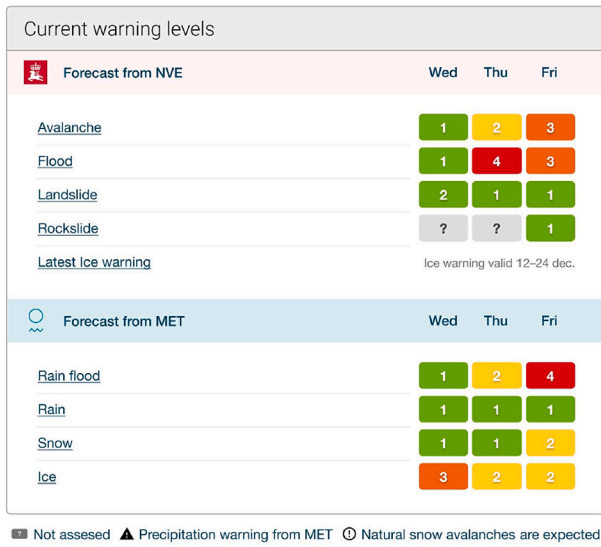 Current warning levels
Forecast from NVE Wed Thu Fri
Avalanche 1 2 3
Flood 1 4 3
Landslide 2 1 1
Rockslide ? ? 1
Latest Ice warning Ice warning valid 12–24 dec.
Forecast from MET Wed Thu Fri
Rain flood 1 2 4
Rain 1 1 1
Snow 1 1 2
Ice 3 2 2
? Not assesed Precipitation warning from MET Natural snow avalanches are expected